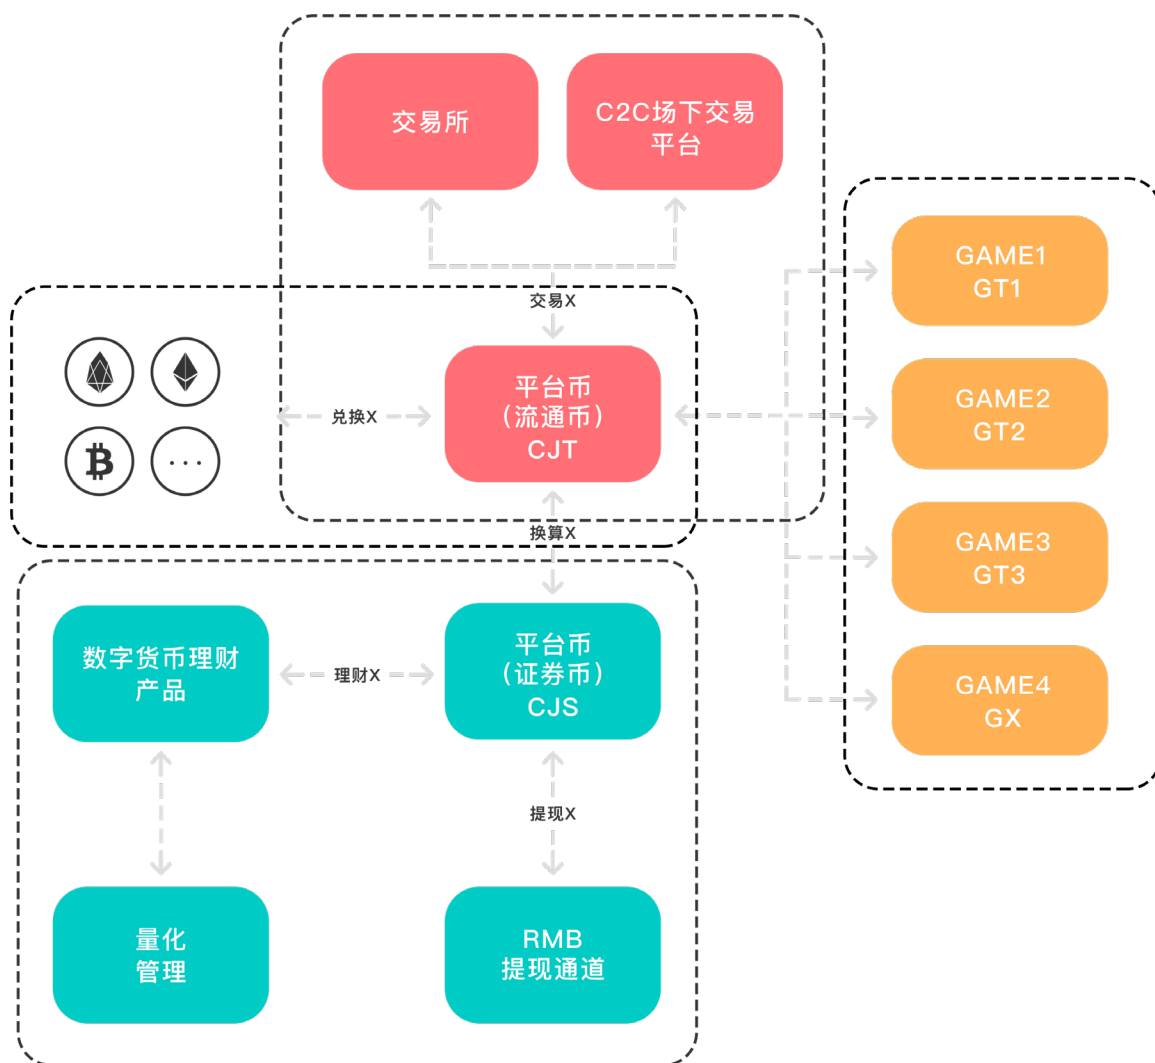 交易所
C2C场下交易
平台
交易X
GAME1
GT1
兑换X
平台币
（流通币）
CJT
GAME2
GT2
换算X
GAME3
GT3
数字货币理财
产品
理财X
平台币
（证券币）
CJS
GAME4
GX
提现X
量化
管理
RMB
提现通道